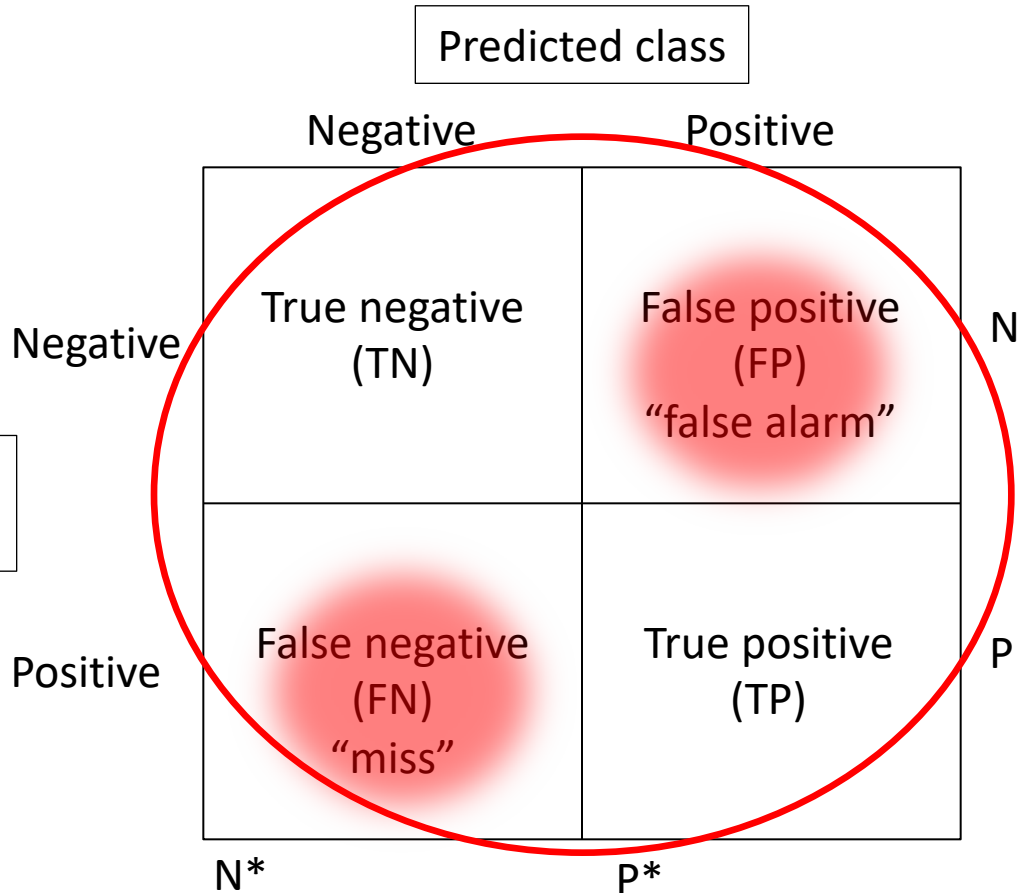 Predicted class
Negative Positive
Negative
True negative
(TN)
False positive
(FP)
“false alarm”
N
Positive
False negative
(FN)
“miss”
True positive
(TP)
P
N* P*